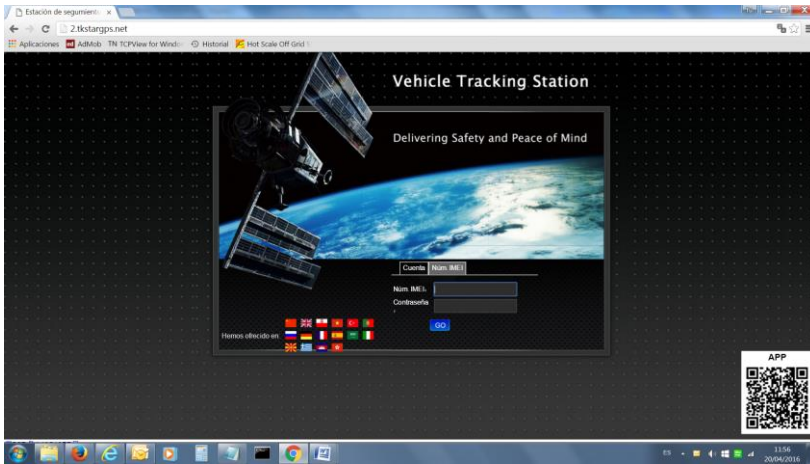 Estación de seguimient
2.tkstargps.net
Aplicaciones AdMob TN TCPView for Windo Historial Hot Scale Off Grid
Vehicle Tracking Station
Delivering Safety and Peace of Mind
Cuenta Núm. IMEI
Núm. IMEI:
Contraseña
:
GO
Hemos ofrecido en
APP
ES
11:56
20/04/2016